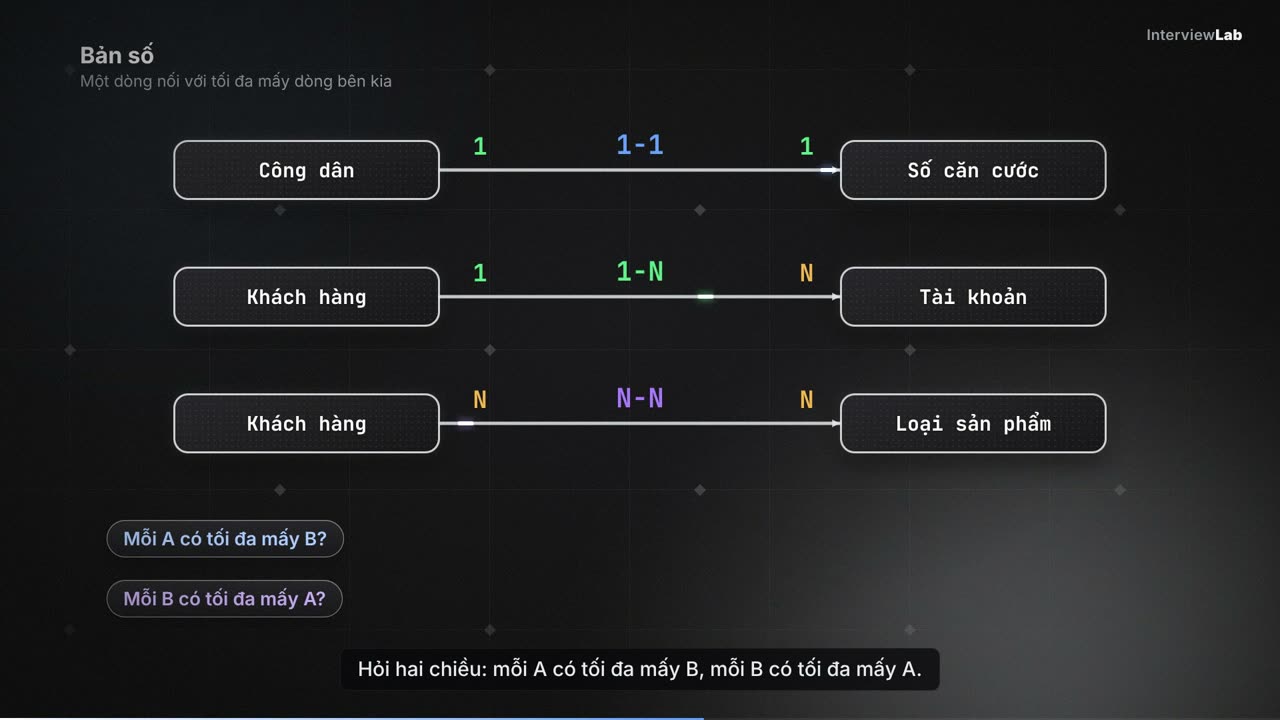 InterviewLab
Bản số
Một dòng nối với tối đa mấy dòng bên kia
Công dân 1 1-1 1 Số căn cước
Khách hàng 1 1-N N Tài khoản
Khách hàng N N-N N Loại sản phẩm
Mỗi A có tối đa mấy B?
Mỗi B có tối đa mấy A?
Hỏi hai chiều: mỗi A có tối đa mấy B, mỗi B có tối đa mấy A.